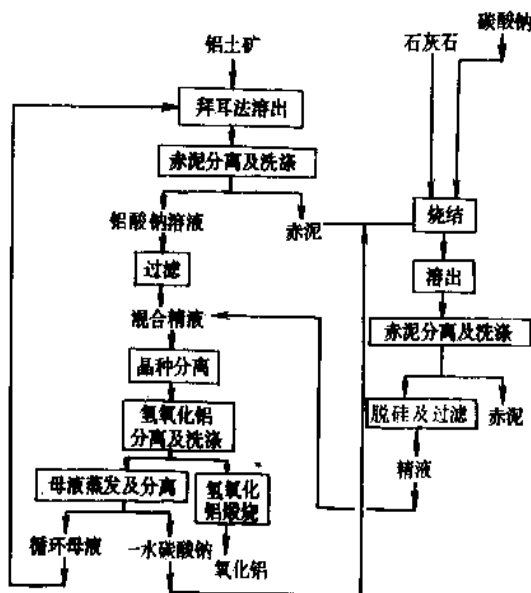 碳酸钠
铝土矿
石灰石
拜耳法溶出
赤泥分离及洗涤
铝酸钠溶液
赤泥
烧结
过滤
溶出
混合精液
赤泥分离及洗涤
晶种分离
氢氧化铝
分离及洗涤
脱硅及过滤
赤泥
母液蒸发及分离
氢氧化
铝煅烧
精液
循环母液
一水碳酸钠
氧化铝